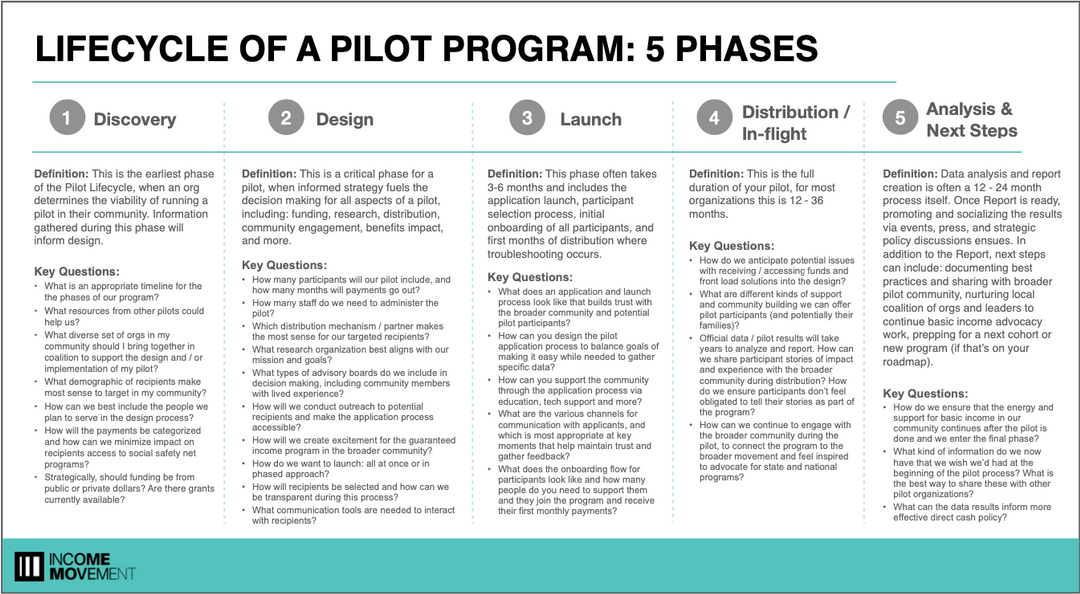 LIFECYCLE OF A PILOT PROGRAM: 5 PHASES
1 Discovery
Definition: This is the earliest phase
of the Pilot Lifecycle, when an org
determines the viability of running a
pilot in their community. Information
gathered during this phase will
inform design.
Key Questions:
• What is an appropriate timeline for the
the phases of our program?
• What resources from other pilots could
help us?
• What diverse set of orgs in my
community should I bring together in
coalition to support the design and / or
implementation of my pilot?
• What demographic of recipients make
most sense to target in my community?
• How can we best include the people we
plan to serve in the design process?
• How will the payments be categorized
and how can we minimize impact on
recipients access to social safety net
programs?
• Strategically, should funding be from
public or private dollars? Are there grants
currently available?
2 Design
Definition: This is a critical phase for a
pilot, when informed strategy fuels the
decision making for all aspects of a pilot,
including: funding, research, distribution,
community engagement, benefits impact,
and more.
Key Questions:
• How many participants will our pilot include, and
how many months will payments go out?
• How many staff do we need to administer the
pilot?
• Which distribution mechanism / partner makes
the most sense for our targeted recipients?
• What research organization best aligns with our
mission and goals?
• What types of advisory boards do we include in
decision making, including community members
with lived experience?
• How will we conduct outreach to potential
recipients and make the application process
accessible?
• How will we create excitement for the guaranteed
income program in the broader community?
• How do we want to launch: all at once or in
phased approach?
• How will recipients be selected and how can we
be transparent during this process?
• What communication tools are needed to interact
with recipients?
3 Launch
Definition: This phase often takes
3-6 months and includes the
application launch, participant
selection process, initial
onboarding of all participants, and
first months of distribution where
troubleshooting occurs.
Key Questions:
• What does an application and launch
process look like that builds trust with
the broader community and potential
pilot participants?
• How can you design the pilot
application process to balance goals of
making it easy while needed to gather
specific data?
• How can you support the community
through the application process via
education, tech support and more?
• What are the various channels for
communication with applicants, and
which is most appropriate at key
moments that help maintain trust and
gather feedback?
• What does the onboarding flow for
participants look like and how many
people do you need to support them
and they join the program and receive
their first monthly payments?
4 Distribution /
In-flight
Definition: This is the full
duration of your pilot, for most
organizations this is 12 - 36
months.
Key Questions:
• How do we anticipate potential issues
with receiving / accessing funds and
front load solutions into the design?
• What are different kinds of support
and community building we can offer
pilot participants (and potentially their
families)?
• Official data / pilot results will take
years to analyze and report. How can
we share participant stories of impact
and experience with the broader
community during distribution? How
do we ensure participants don't feel
obligated to tell their stories as part of
the program?
• How can we continue to engage with
the broader community during the
pilot, to connect the program to the
broader movement and feel inspired
to advocate for state and national
programs?
5 Analysis &
Next Steps
Definition: Data analysis and report
creation is often a 12 - 24 month
process itself. Once Report is ready,
promoting and socializing the results
via events, press, and strategic
policy discussions ensues. In
addition to the Report, next steps
can include: documenting best
practices and sharing with broader
pilot community, nurturing local
coalition of orgs and leaders to
continue basic income advocacy
work, prepping for a next cohort or
new program (if that's on your
roadmap).
Key Questions:
• How do we ensure that the energy and
support for basic income in our
community continues after the pilot is
done and we enter the final phase?
• What kind of information do we now
have that we wish we'd had at the
beginning of the pilot process? What is
the best way to share these with other
pilot organizations?
• What can the data results inform more
effective direct cash policy?
INCOME
MOVEMENT